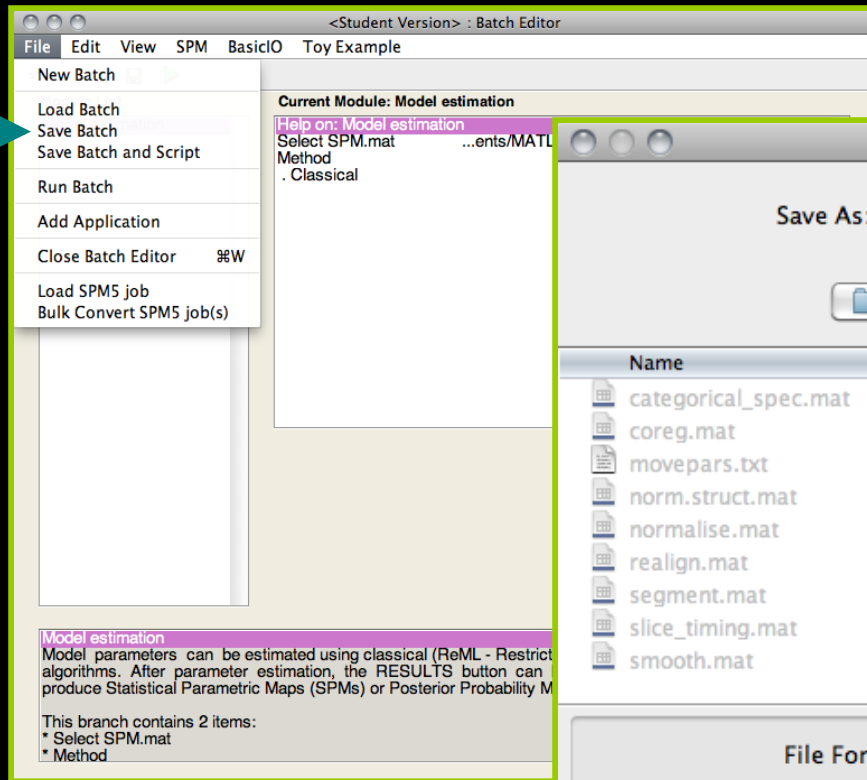 <Student Version> : Batch Editor
File Edit View SPM BasicIO Toy Example
New Batch
Load Batch
Save Batch
Save Batch and Script
Run Batch
Add Application
Close Batch Editor ⌘W
Load SPM5 job
Bulk Convert SPM5 job(s)
Current Module: Model estimation
Help on: Model estimation
Select SPM.mat ...ents/MATL
Method
. Classical
Save As:
Name
categorical_spec.mat
coreg.mat
movepars.txt
norm.struct.mat
normalise.mat
realign.mat
segment.mat
slice_timing.mat
smooth.mat
File For
Model estimation
Model parameters can be estimated using classical (ReML - Restrict
algorithms. After parameter estimation, the RESULTS button can
produce Statistical Parametric Maps (SPMs) or Posterior Probability M
This branch contains 2 items:
* Select SPM.mat
* Method